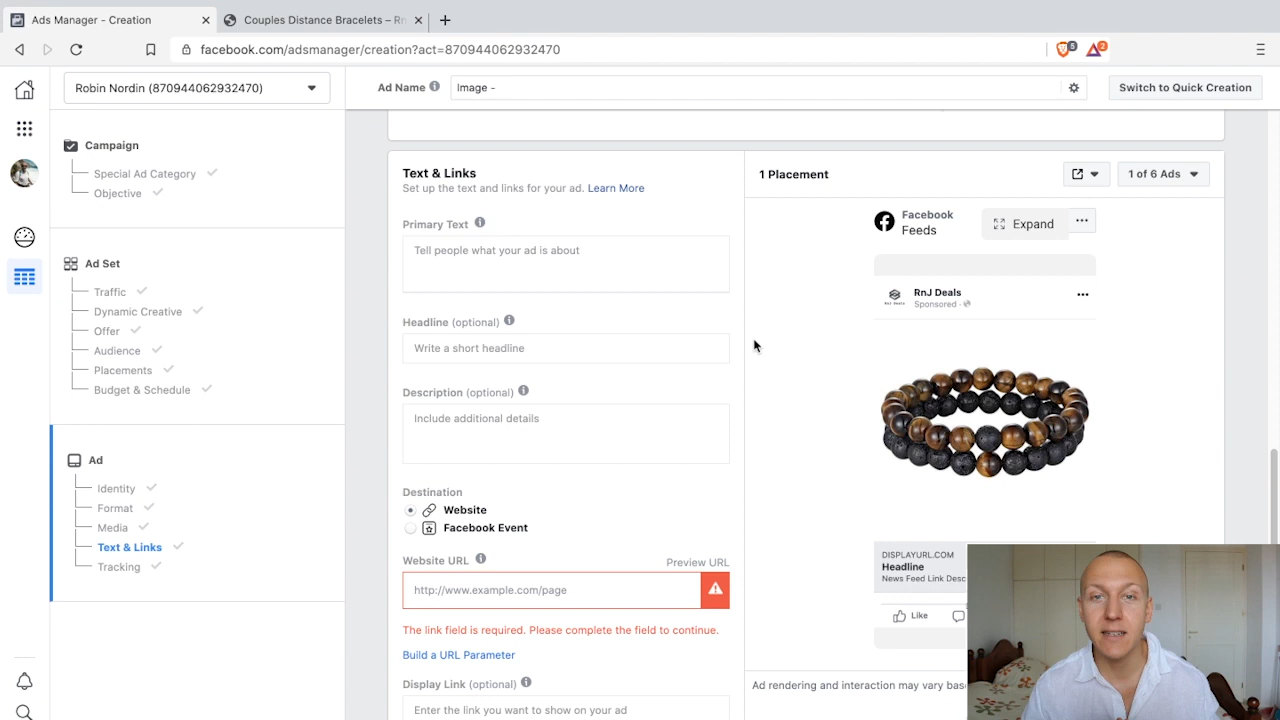 Ads Manager - Creation
Couples Distance Bracelets – Rn
facebook.com/adsmanager/creation?act=870944062932470
5
2
Robin Nordin (870944062932470)
Ad Name
Image -
Switch to Quick Creation
Campaign
Special Ad Category
Objective
Ad Set
Traffic
Dynamic Creative
Offer
Audience
Placements
Budget & Schedule
Ad
Identity
Format
Media
Text & Links
Tracking
Text & Links
Set up the text and links for your ad. Learn More
Primary Text
Tell people what your ad is about
Headline (optional)
Write a short headline
Description (optional)
Include additional details
Destination
Website
Facebook Event
Website URL
Preview URL
http://www.example.com/page
The link field is required. Please complete the field to continue.
Build a URL Parameter
Display Link (optional)
Enter the link you want to show on your ad
1 Placement
1 of 6 Ads
Facebook
Feeds
Expand
RnJ Deals
Sponsored ·
DISPLAYURL.COM
Headline
News Feed Link Desc
Like
Ad rendering and interaction may vary base